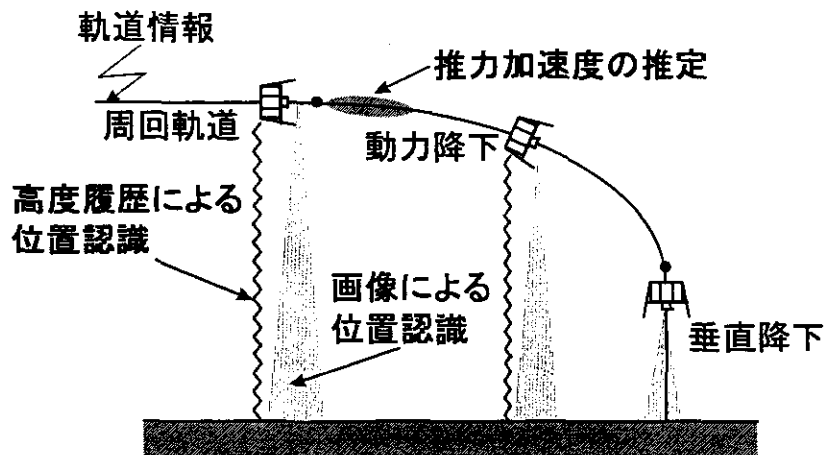 軌道情報
推力加速度の推定
周回軌道
動力降下
高度履歴による
位置認識
画像による
位置認識
垂直降下